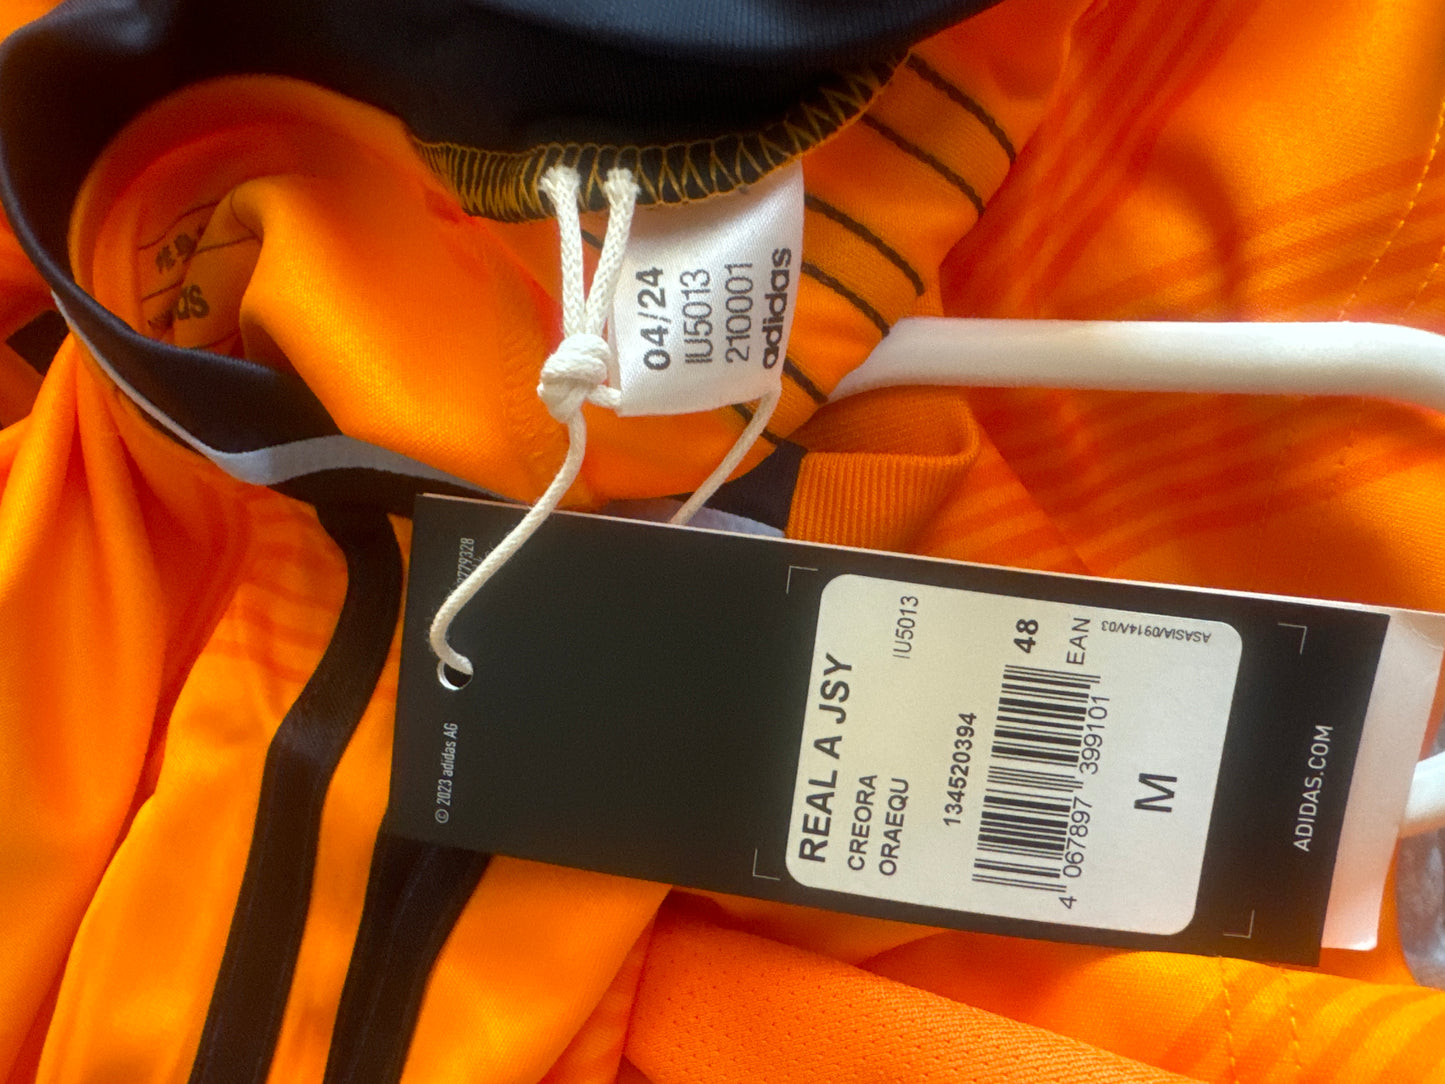 04/24
IU5013
210001
adidas
© 2023 adidas AG
REAL A JSY
IU5013
CREORA
ORAEQU
134520394
48
4 067897 399101
EAN
ASASIA/0914/V03
M
ADIDAS.COM